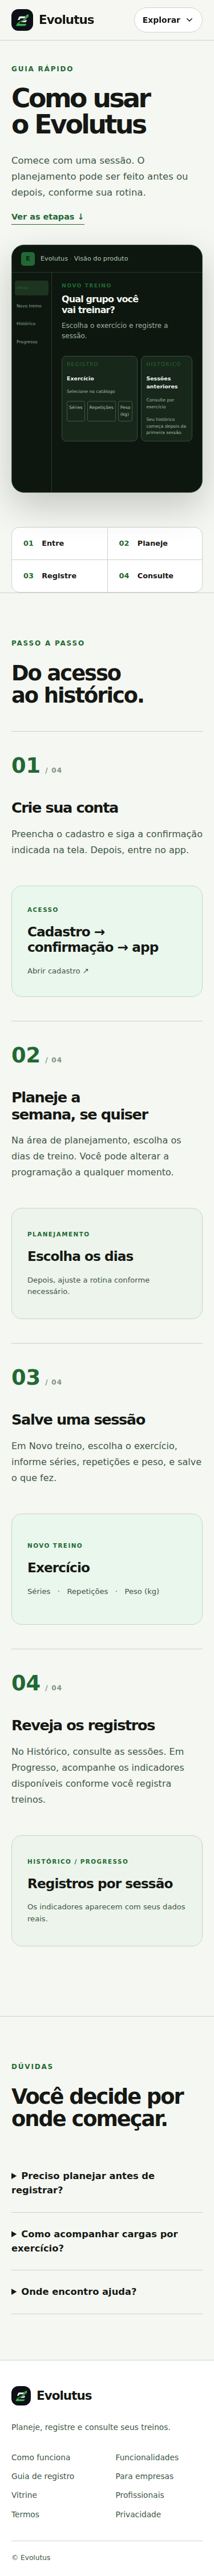 Evolutus
Explorar
GUIA RÁPIDO
Como usar
o Evolutus
Comece com uma sessão. O
planejamento pode ser feito antes ou
depois, conforme sua rotina.
Ver as etapas ↓
E
Evolutus · Visão do produto
Novo treino
Histórico
Progresso
NOVO TREINO
Qual grupo você
vai treinar?
Escolha o exercício e registre a
sessão.
REGISTRO
Exercício
Selecione no catálogo
Séries
Repetições
Peso
(kg)
HISTÓRICO
Sessões
anteriores
Consulte por
exercício
Seu histórico
começa depois da
primeira sessão.
01 Entre
02 Planeje
03 Registre
04 Consulte
PASSO A PASSO
Do acesso
ao histórico.
01 / 04
Crie sua conta
Preencha o cadastro e siga a confirmação
indicada na tela. Depois, entre no app.
ACESSO
Cadastro →
confirmação → app
Abrir cadastro ↗
02 / 04
Planeje a
semana, se quiser
Na área de planejamento, escolha os
dias de treino. Você pode alterar a
programação a qualquer momento.
PLANEJAMENTO
Escolha os dias
Depois, ajuste a rotina conforme
necessário.
03 / 04
Salve uma sessão
Em Novo treino, escolha o exercício,
informe séries, repetições e peso, e salve
o que fez.
NOVO TREINO
Exercício
Séries · Repetições · Peso (kg)
04 / 04
Reveja os registros
No Histórico, consulte as sessões. Em
Progresso, acompanhe os indicadores
disponíveis conforme você registra
treinos.
HISTÓRICO / PROGRESSO
Registros por sessão
Os indicadores aparecem com seus dados
reais.
DÚVIDAS
Você decide por
onde começar.
▶ Preciso planejar antes de
registrar?
▶ Como acompanhar cargas por
exercício?
▶ Onde encontro ajuda?
Evolutus
Planeje, registre e consulte seus treinos.
Como funciona
Funcionalidades
Guia de registro
Para empresas
Vitrine
Profissionais
Termos
Privacidade
© Evolutus